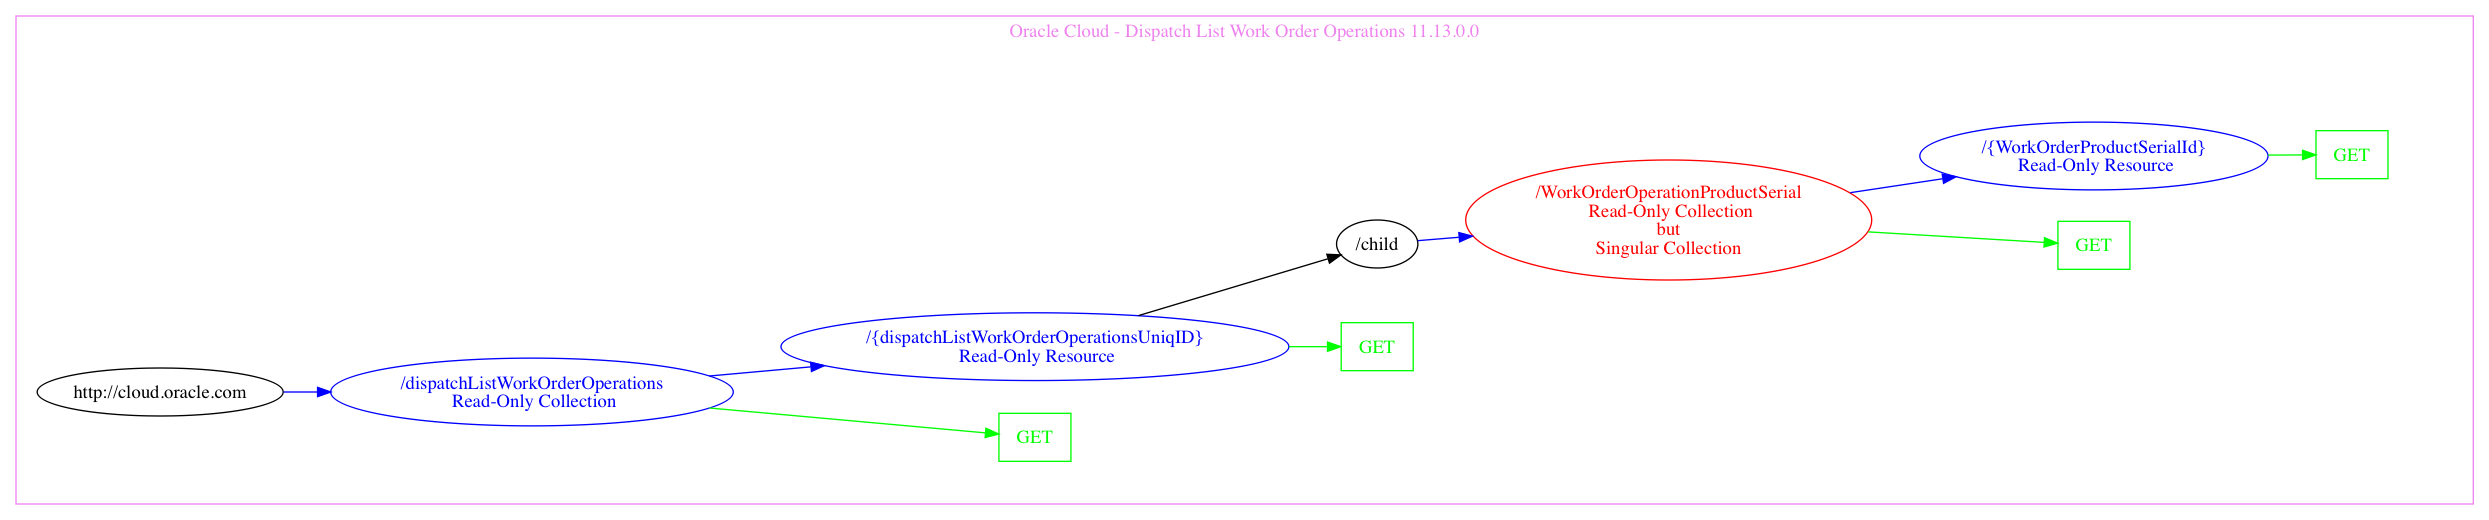 Oracle Cloud - Dispatch List Work Order Operations 11.13.0.0
http://cloud.oracle.com
/dispatchListWorkOrderOperations
Read-Only Collection
GET
/{dispatchListWorkOrderOperationsUniqID}
Read-Only Resource
GET
/child
/WorkOrderOperationProductSerial
Read-Only Collection
but
Singular Collection
GET
/{WorkOrderProductSerialId}
Read-Only Resource
GET